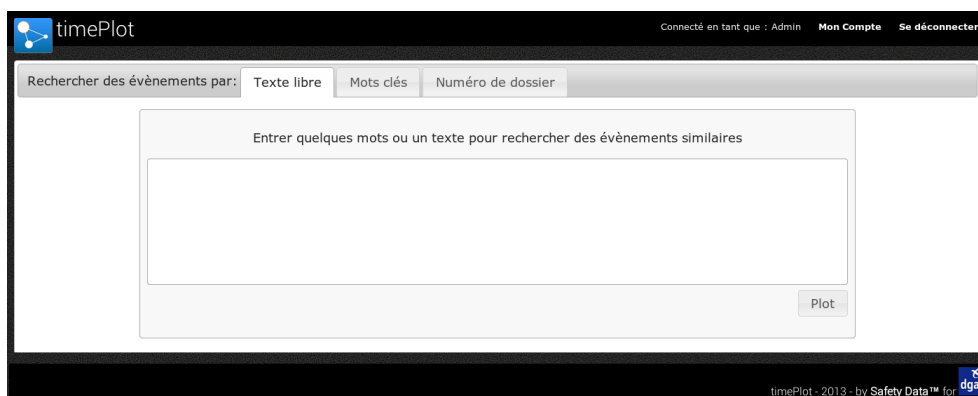 timePlot
Connecté en tant que : Admin Mon Compte Se déconnecter
Rechercher des évènements par: Texte libre Mots clés Numéro de dossier
Entrer quelques mots ou un texte pour rechercher des évènements similaires
Plot
timePlot - 2013 - by Safety Data™ for